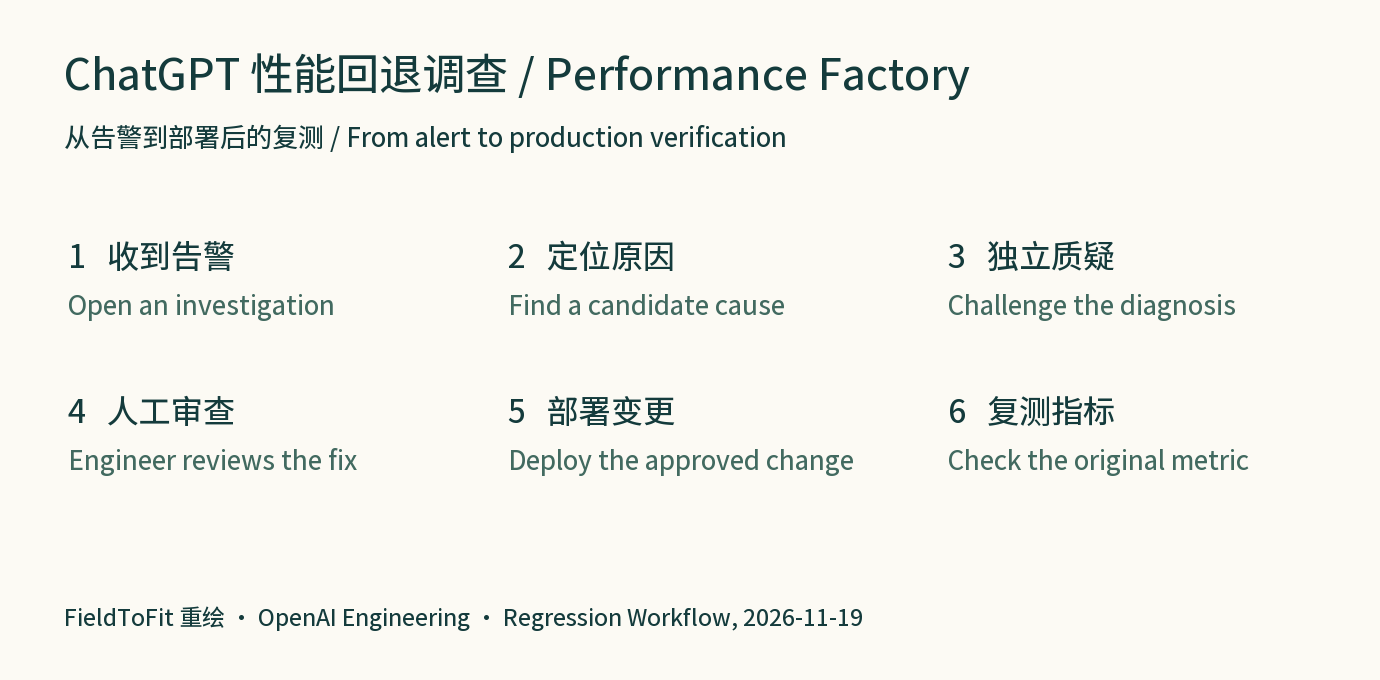 ChatGPT 性能回退调查 / Performance Factory
从告警到部署后的复测 / From alert to production verification
1 收到告警
Open an investigation
2 定位原因
Find a candidate cause
3 独立质疑
Challenge the diagnosis
4 人工审查
Engineer reviews the fix
5 部署变更
Deploy the approved change
6 复测指标
Check the original metric
FieldToFit 重绘 · OpenAI Engineering · Regression Workflow, 2026-11-19